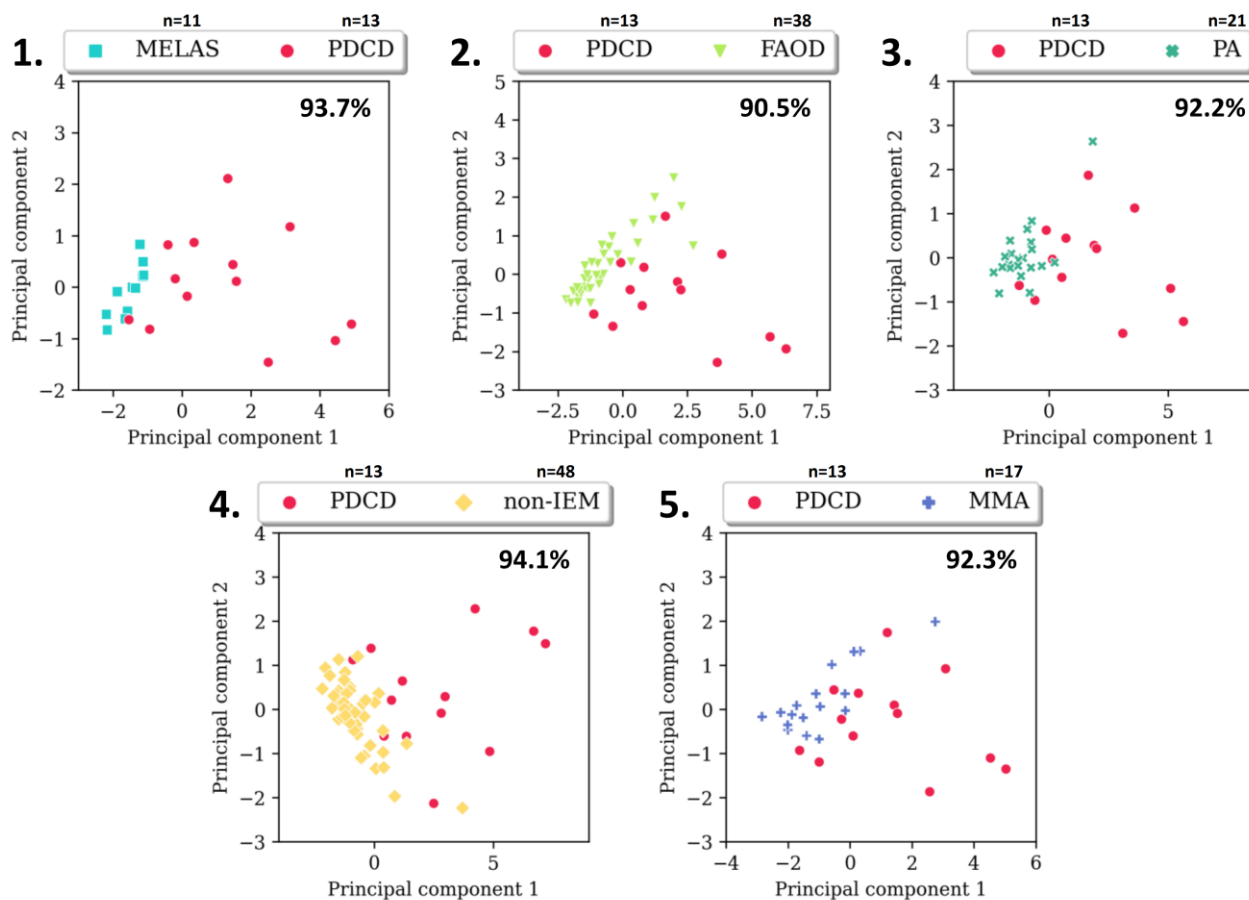 n=11 n=13
1. MELAS PDCD
93.7%
4
3
2
1
0
−1
−2
Principal component 2
−2 0 2 4 6
Principal component 1
n=13 n=38
2. PDCD FAOD
90.5%
5
4
3
2
1
0
−1
−2
−3
Principal component 2
−2.5 0.0 2.5 5.0 7.5
Principal component 1
n=13 n=21
3. PDCD PA
92.2%
4
3
2
1
0
−1
−2
−3
Principal component 2
0 5
Principal component 1
n=13 n=48
4. PDCD non-IEM
94.1%
4
3
2
1
0
−1
−2
−3
Principal component 2
0 5
Principal component 1
n=13 n=17
5. PDCD MMA
92.3%
4
3
2
1
0
−1
−2
−3
Principal component 2
−4 −2 0 2 4 6
Principal component 1